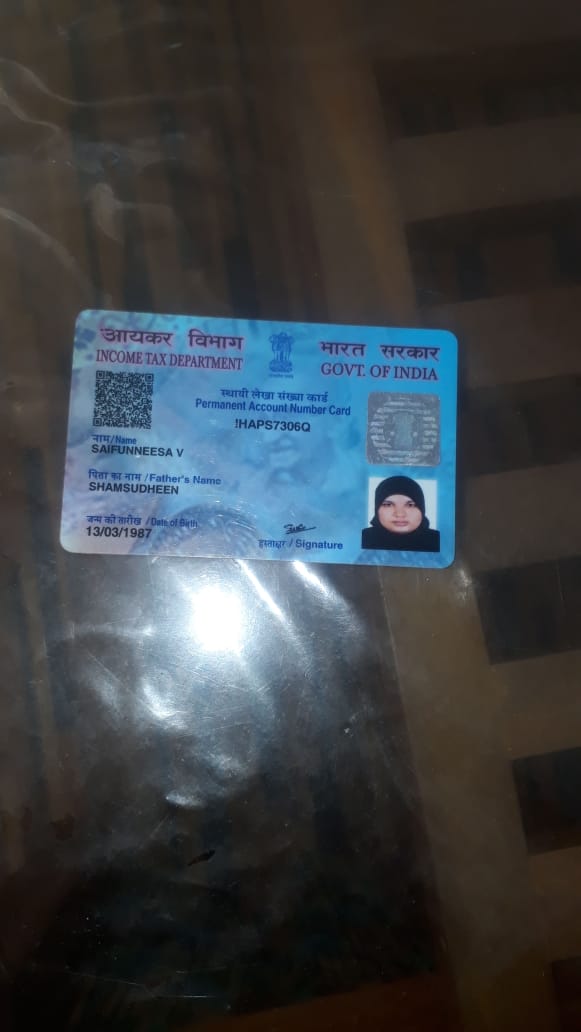 आयकर विभाग
INCOME TAX DEPARTMENT
भारत सरकार
GOVT. OF INDIA
स्थायी लेखा संख्या कार्ड
Permanent Account Number Card
!HAPS7306Q
नाम/Name
SAIFUNNEESA V
पिता का नाम /Father's Name
SHAMSUDHEEN
जन्म की तारीख / Date of Birth
13/03/1987
हस्ताक्षर / Signature